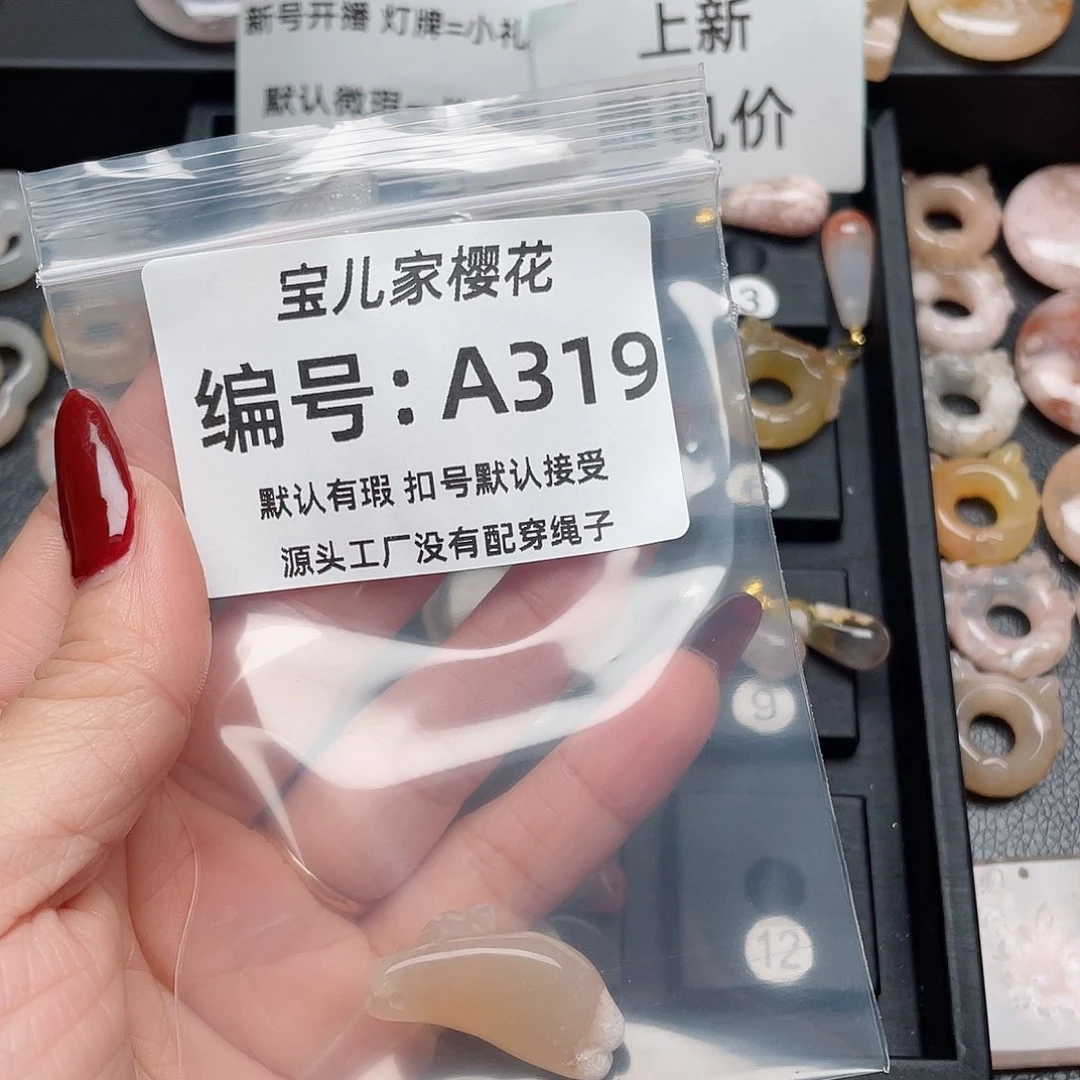 新号开播 灯牌=小礼
默认微瑕
上新
价
宝儿家樱花
编号:A319
默认有瑕 扣号默认接受
源头工厂没有配穿绳子
3
9
12